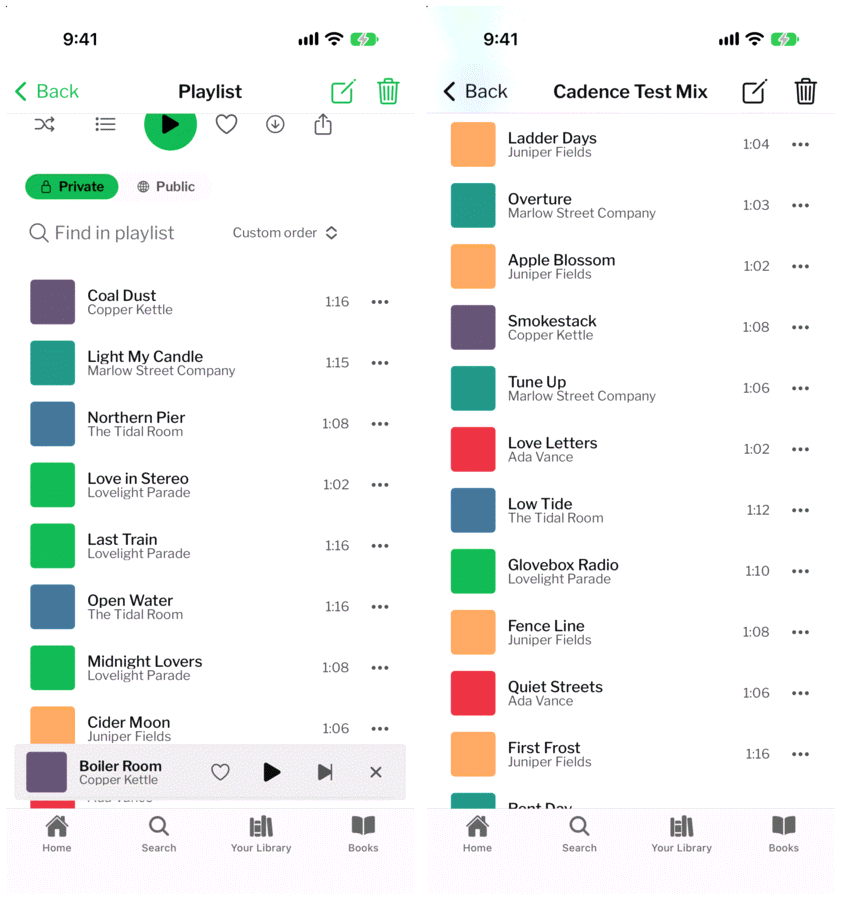 9:41
Back
Playlist
Private
Public
Find in playlist
Custom order
Coal Dust
Copper Kettle
1:16
Light My Candle
Marlow Street Company
1:15
Northern Pier
The Tidal Room
1:08
Love in Stereo
Lovelight Parade
1:02
Last Train
Lovelight Parade
1:16
Open Water
The Tidal Room
1:16
Midnight Lovers
Lovelight Parade
1:08
Cider Moon
Juniper Fields
1:06
Boiler Room
Copper Kettle
Ada Vance
Home
Search
Your Library
Books
9:41
Back
Cadence Test Mix
Ladder Days
Juniper Fields
1:04
Overture
Marlow Street Company
1:03
Apple Blossom
Juniper Fields
1:02
Smokestack
Copper Kettle
1:08
Tune Up
Marlow Street Company
1:06
Love Letters
Ada Vance
1:02
Low Tide
The Tidal Room
1:12
Glovebox Radio
Lovelight Parade
1:10
Fence Line
Juniper Fields
1:08
Quiet Streets
Ada Vance
1:06
First Frost
Juniper Fields
1:16
Rent Day
Home
Search
Your Library
Books